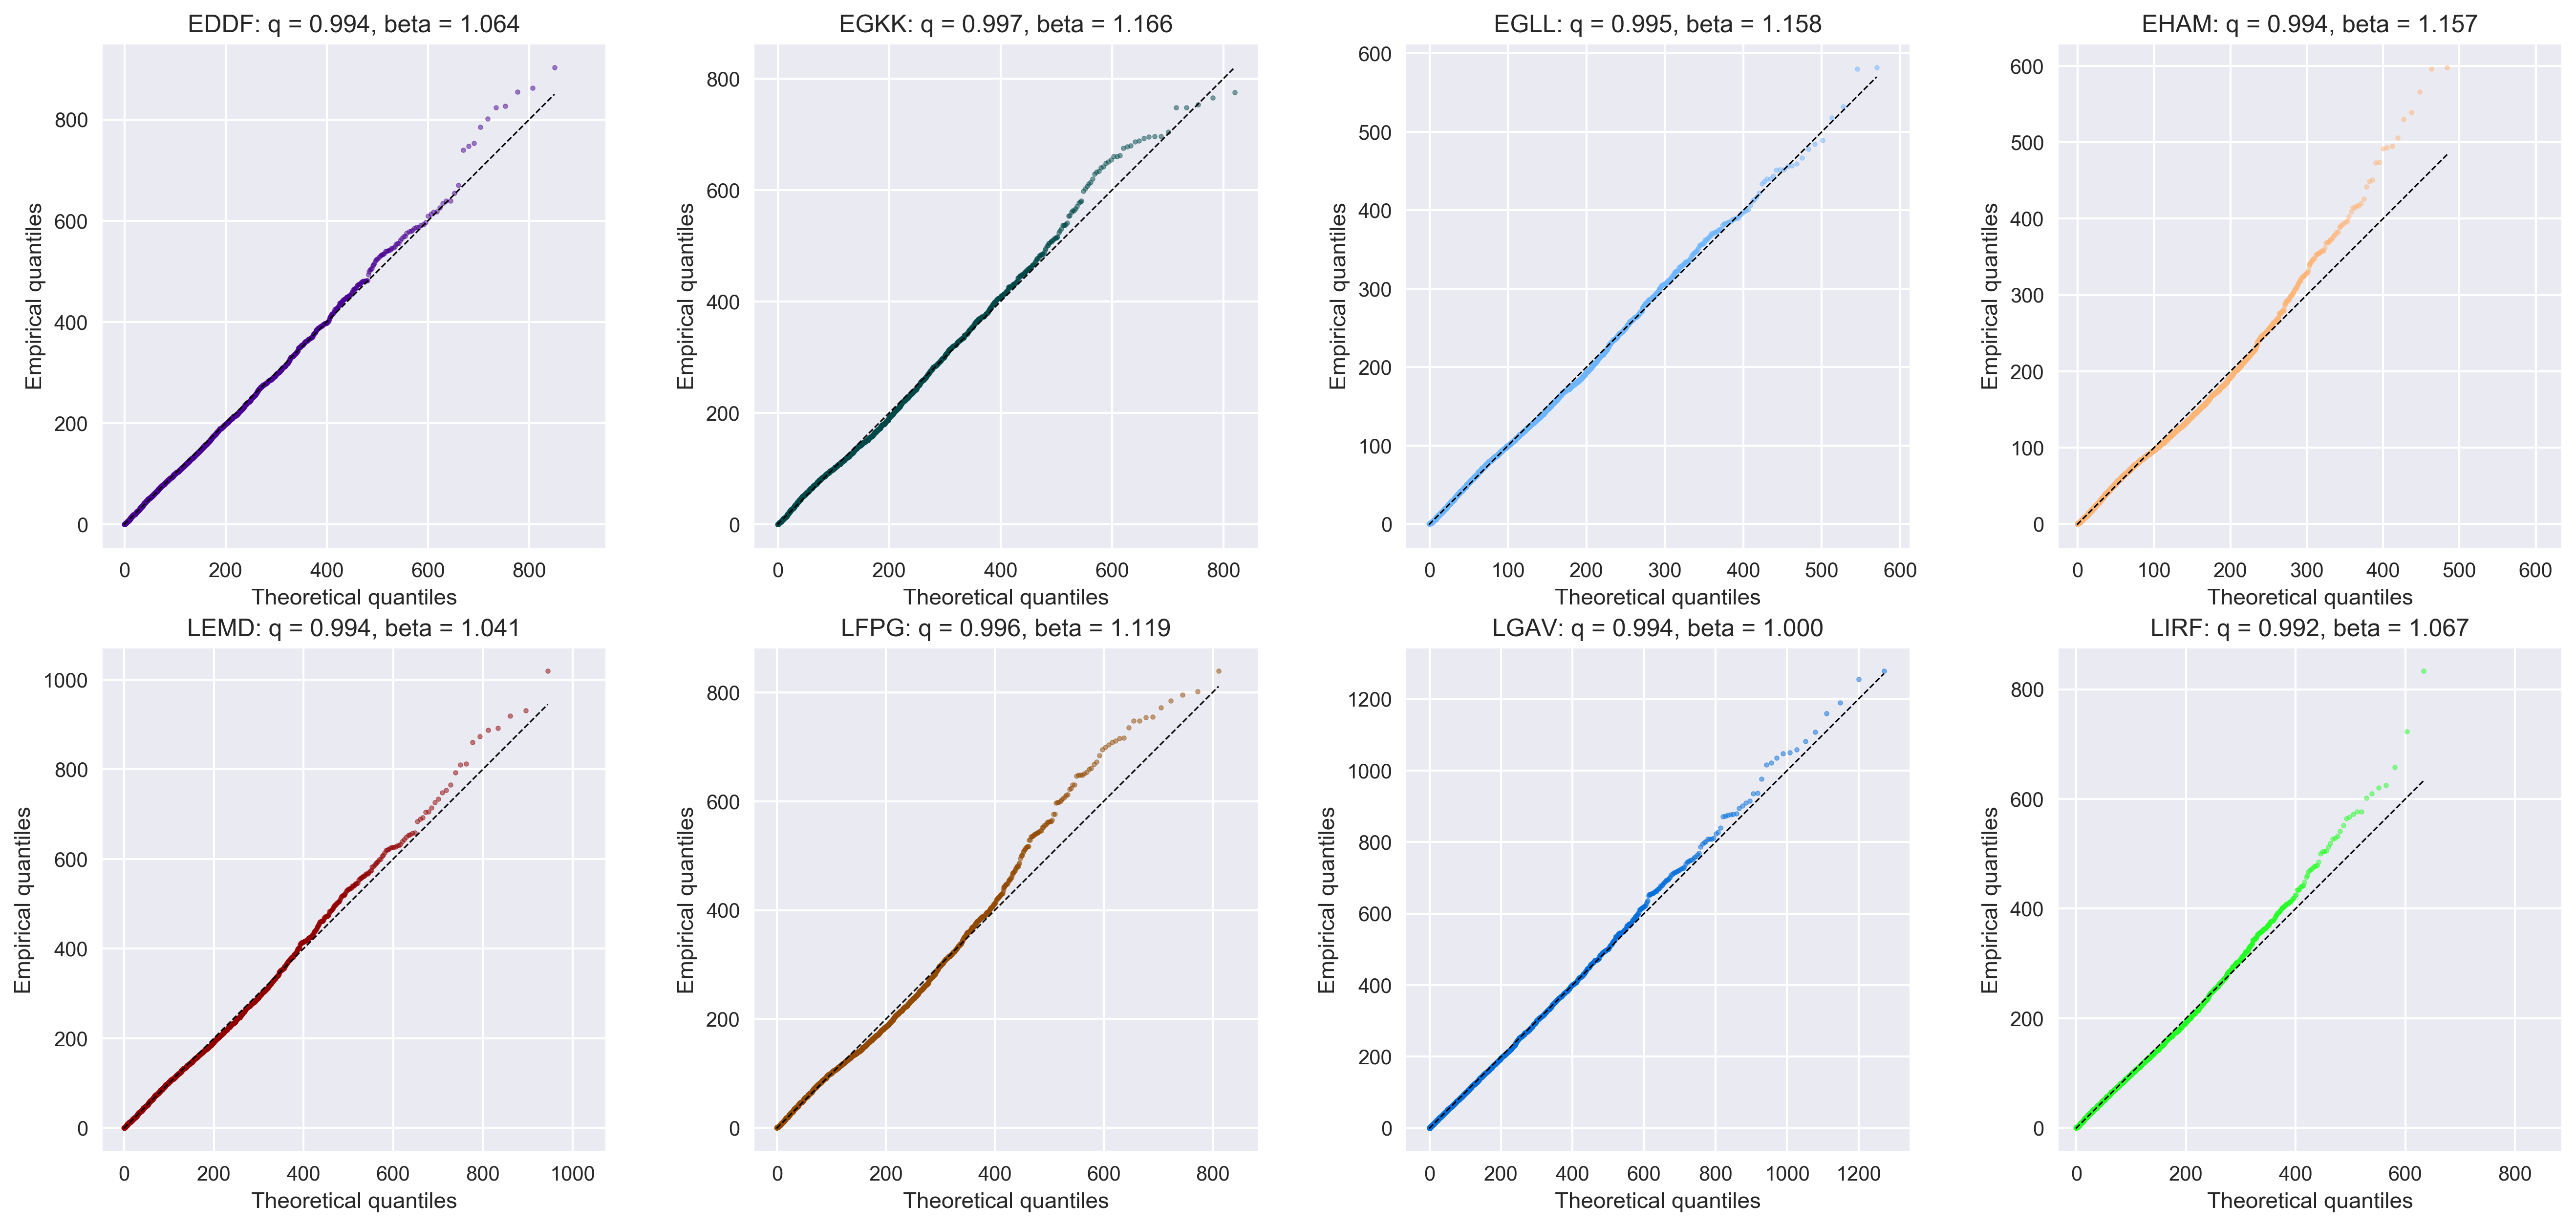 EDDF: q = 0.994, beta = 1.064
Empirical quantiles
800
600
400
200
0
0 200 400 600 800
Theoretical quantiles
EGKK: q = 0.997, beta = 1.166
Empirical quantiles
800
600
400
200
0
0 200 400 600 800
Theoretical quantiles
EGLL: q = 0.995, beta = 1.158
Empirical quantiles
600
500
400
300
200
100
0
0 100 200 300 400 500 600
Theoretical quantiles
EHAM: q = 0.994, beta = 1.157
Empirical quantiles
600
500
400
300
200
100
0
0 100 200 300 400 500 600
Theoretical quantiles
LEMD: q = 0.994, beta = 1.041
Empirical quantiles
1000
800
600
400
200
0
0 200 400 600 800 1000
Theoretical quantiles
LFPG: q = 0.996, beta = 1.119
Empirical quantiles
800
600
400
200
0
0 200 400 600 800
Theoretical quantiles
LGAV: q = 0.994, beta = 1.000
Empirical quantiles
1200
1000
800
600
400
200
0
0 200 400 600 800 1000 1200
Theoretical quantiles
LIRF: q = 0.992, beta = 1.067
Empirical quantiles
800
600
400
200
0
0 200 400 600 800
Theoretical quantiles